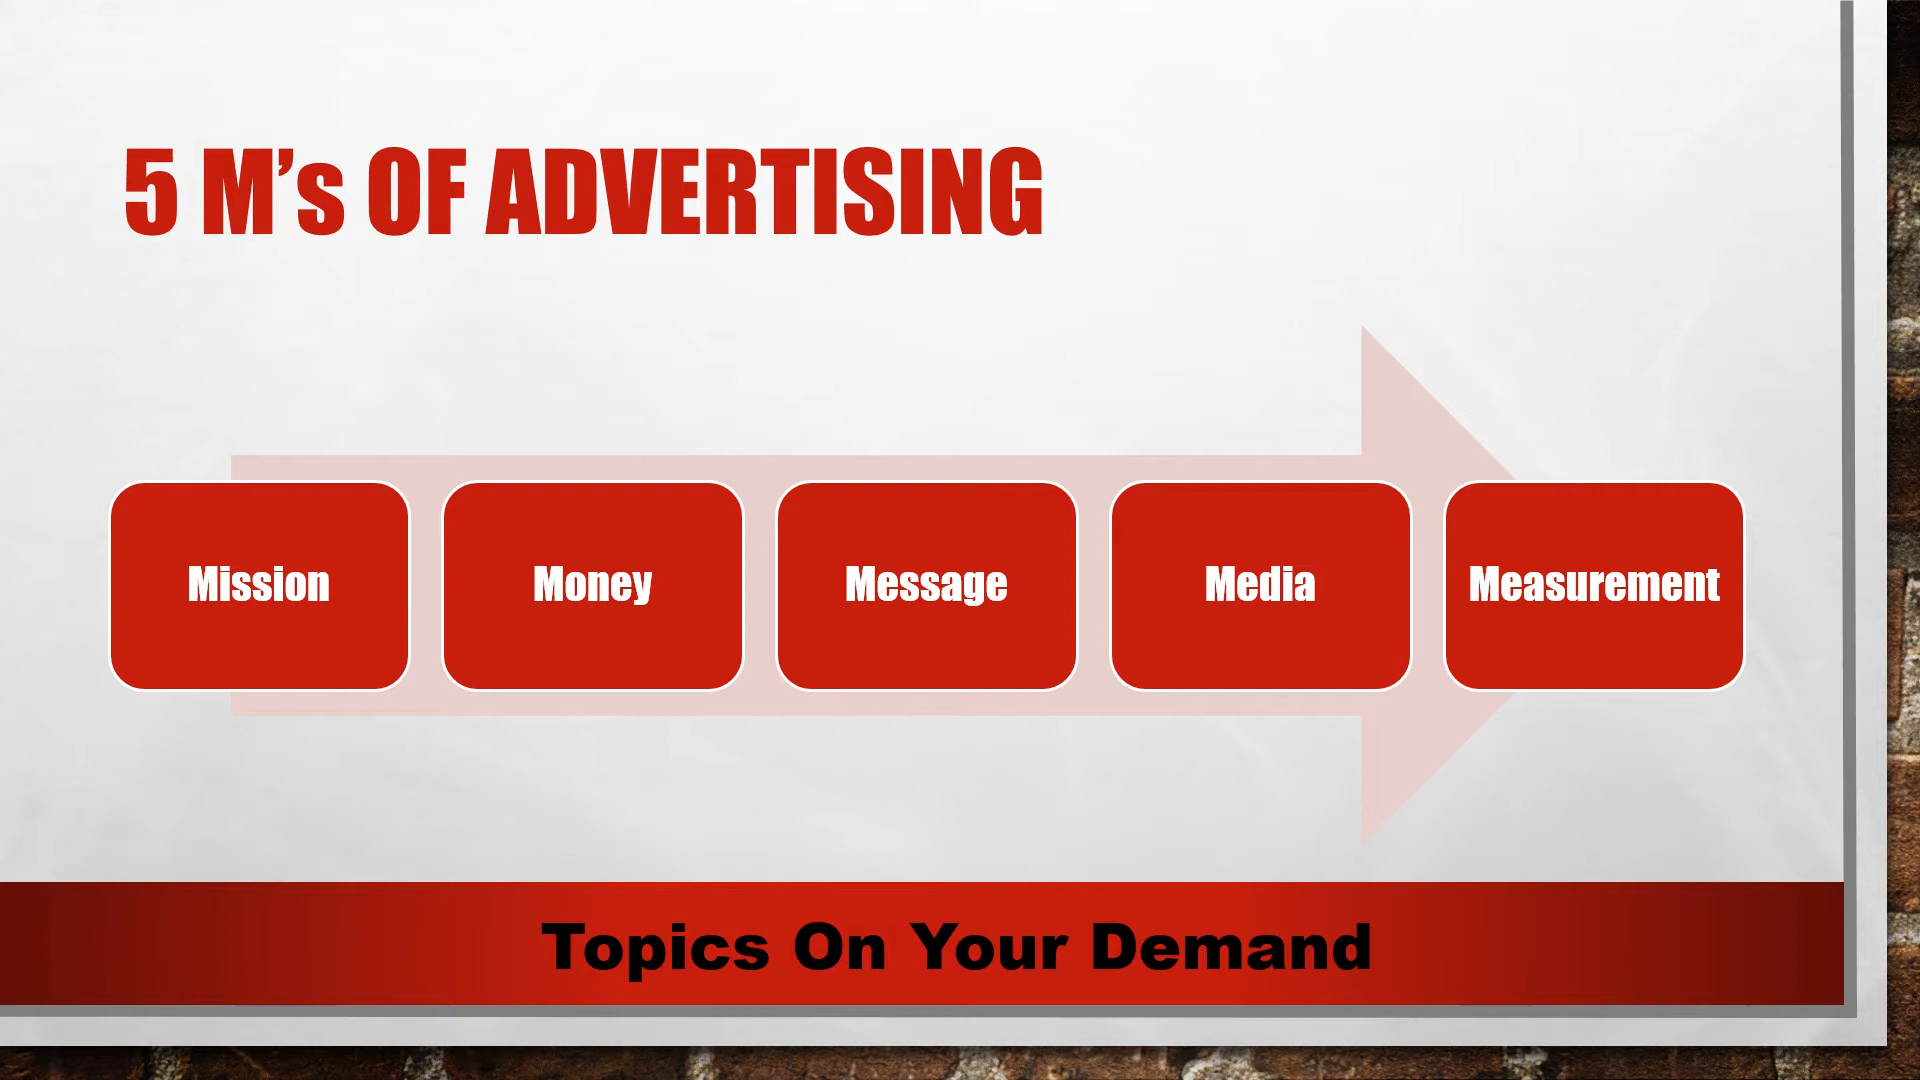 5 M’s OF ADVERTISING
Mission
Money
Message
Media
Measurement
Topics On Your Demand